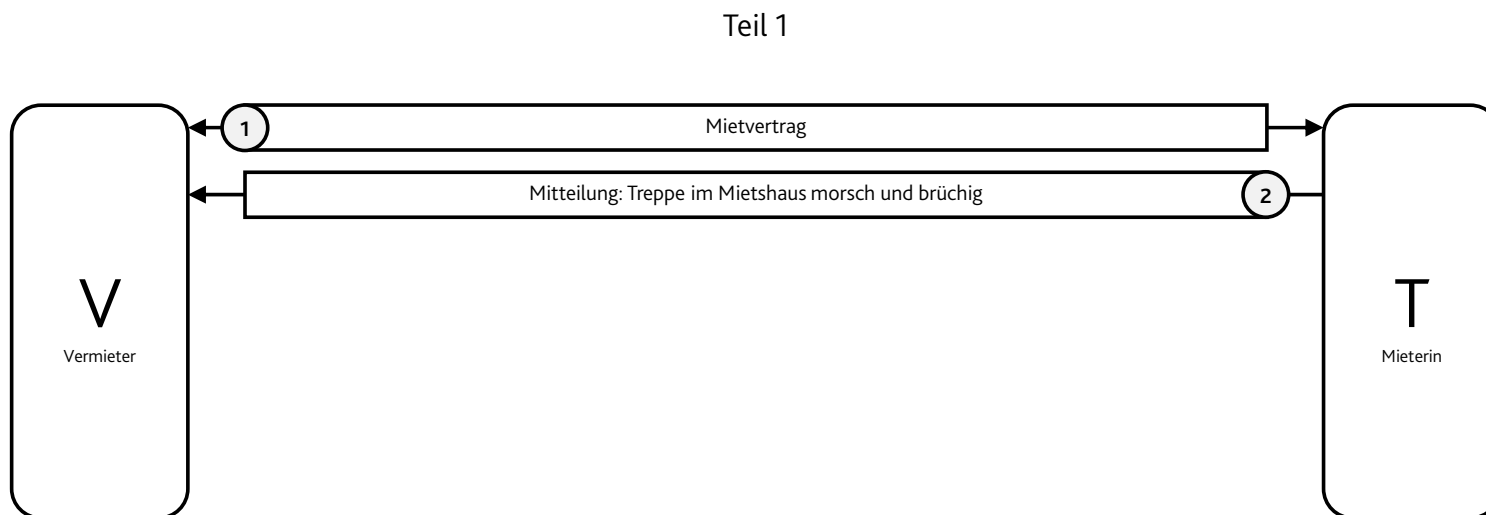 Teil 1
1
Mietvertrag
Mitteilung: Treppe im Mietshaus morsch und brüchig
2
V
Vermieter
T
Mieterin